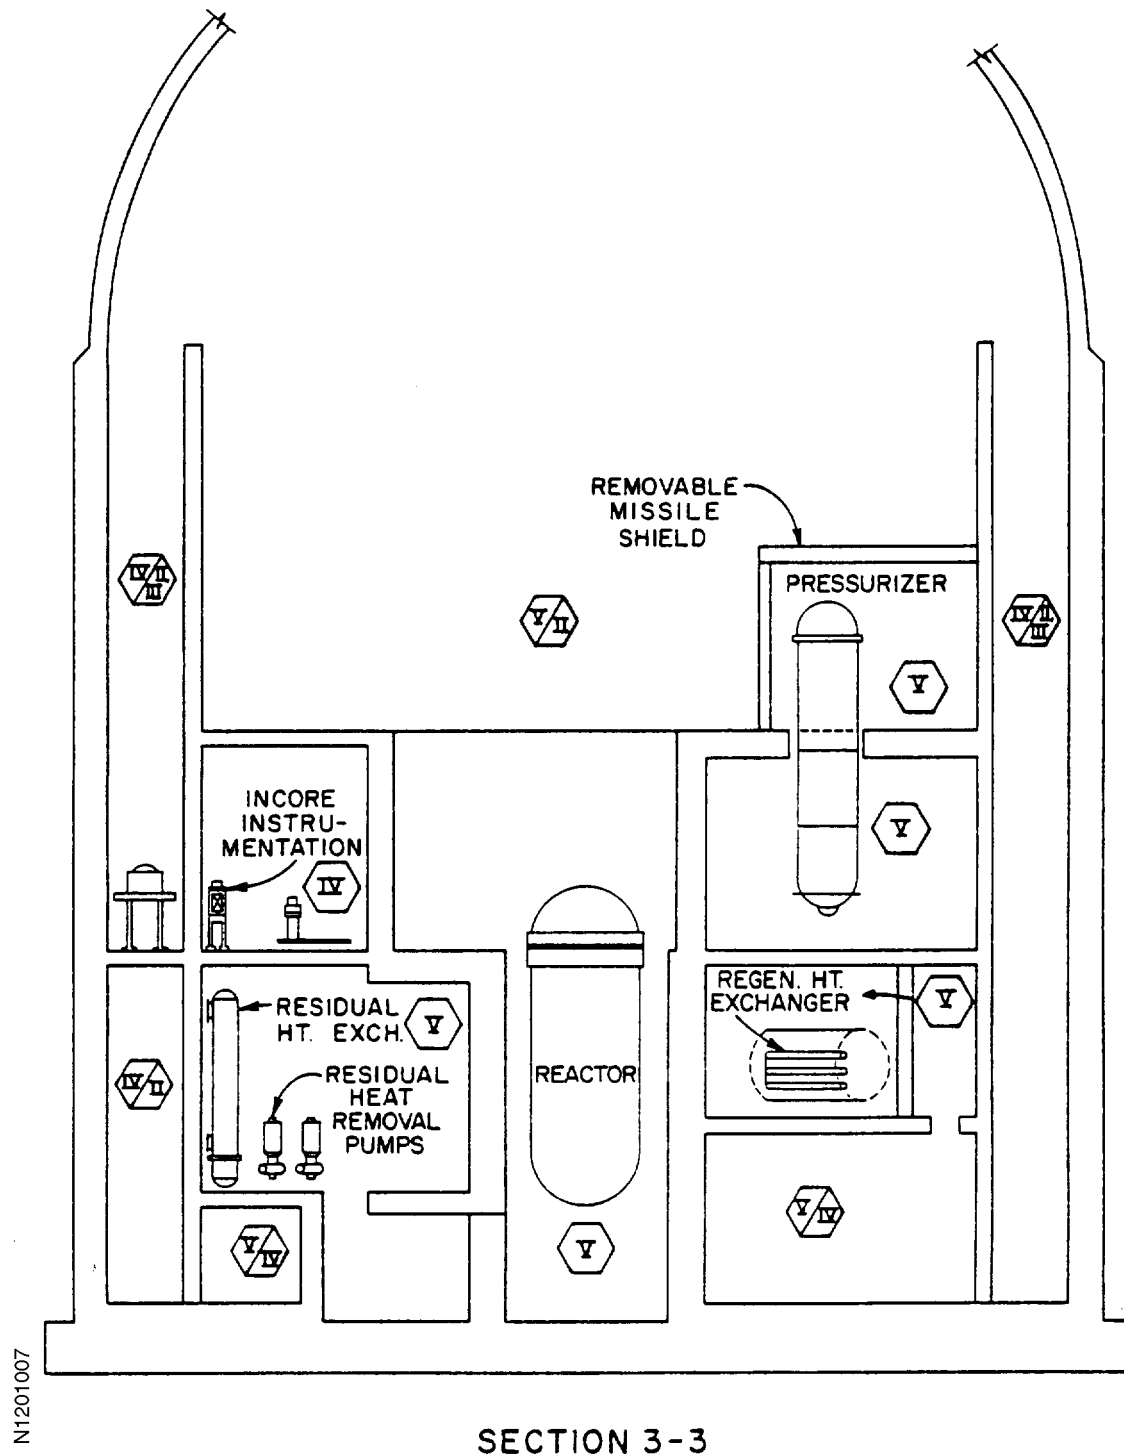 REMOVABLE
MISSILE
SHIELD
IV/II,
III
PRESSURIZER
V/II
IV/II,
III
V
INCORE
INSTRU-
MENTATION
IV
V
REGEN. HT.
EXCHANGER
V
RESIDUAL
HT. EXCH.
V
REACTOR
IV/II
RESIDUAL
HEAT
REMOVAL
PUMPS
V/IV
V/IV
V
N1201007
SECTION 3-3